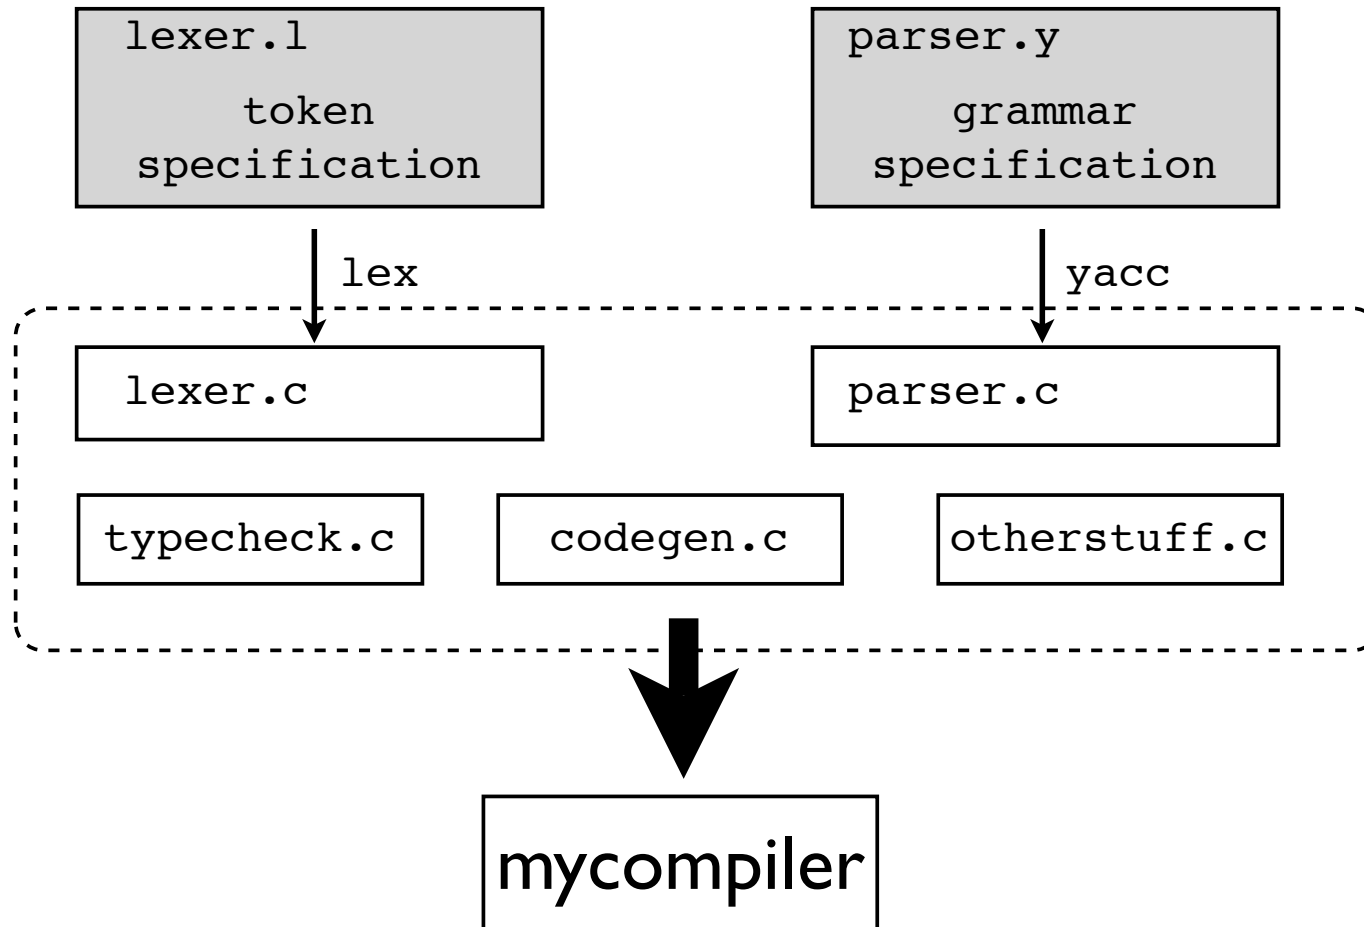 lexer.l
token
specification
parser.y
grammar
specification
lex
yacc
lexer.c
parser.c
typecheck.c
codegen.c
otherstuff.c
mycompiler